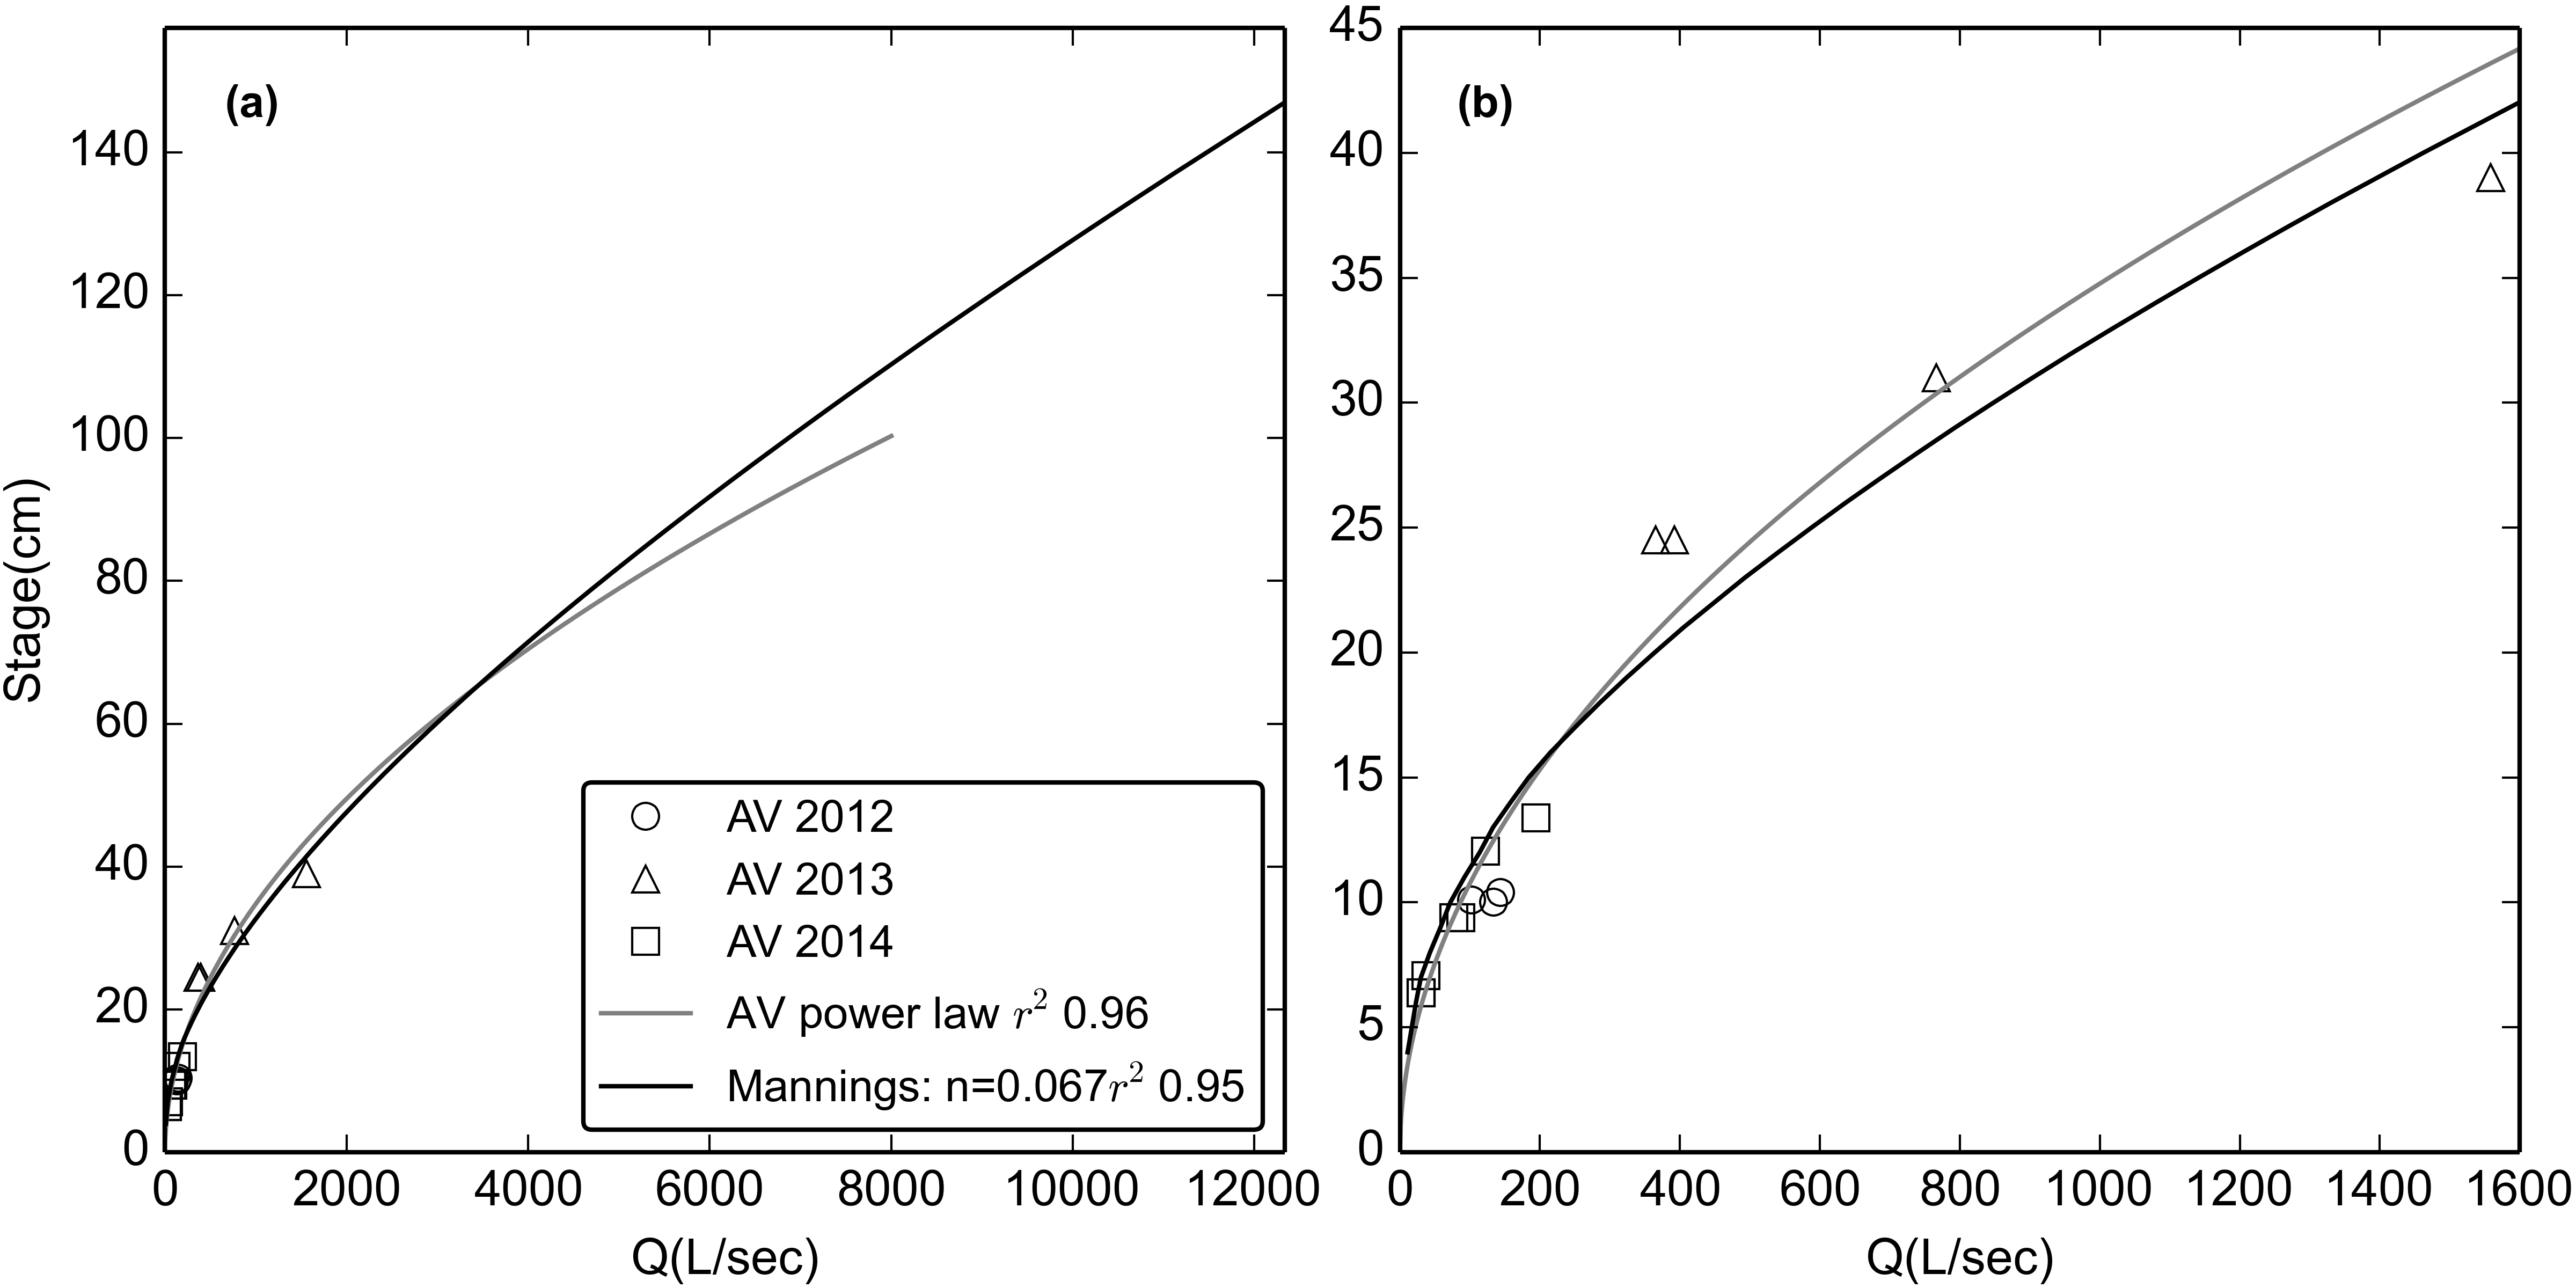 (a)
140
120
100
80
60
40
20
0
Stage(cm)
0 2000 4000 6000 8000 10000 12000
Q(L/sec)
AV 2012
AV 2013
AV 2014
AV power law r² 0.96
Mannings: n=0.067r² 0.95
(b)
45
40
35
30
25
20
15
10
5
0
0 200 400 600 800 1000 1200 1400 1600
Q(L/sec)